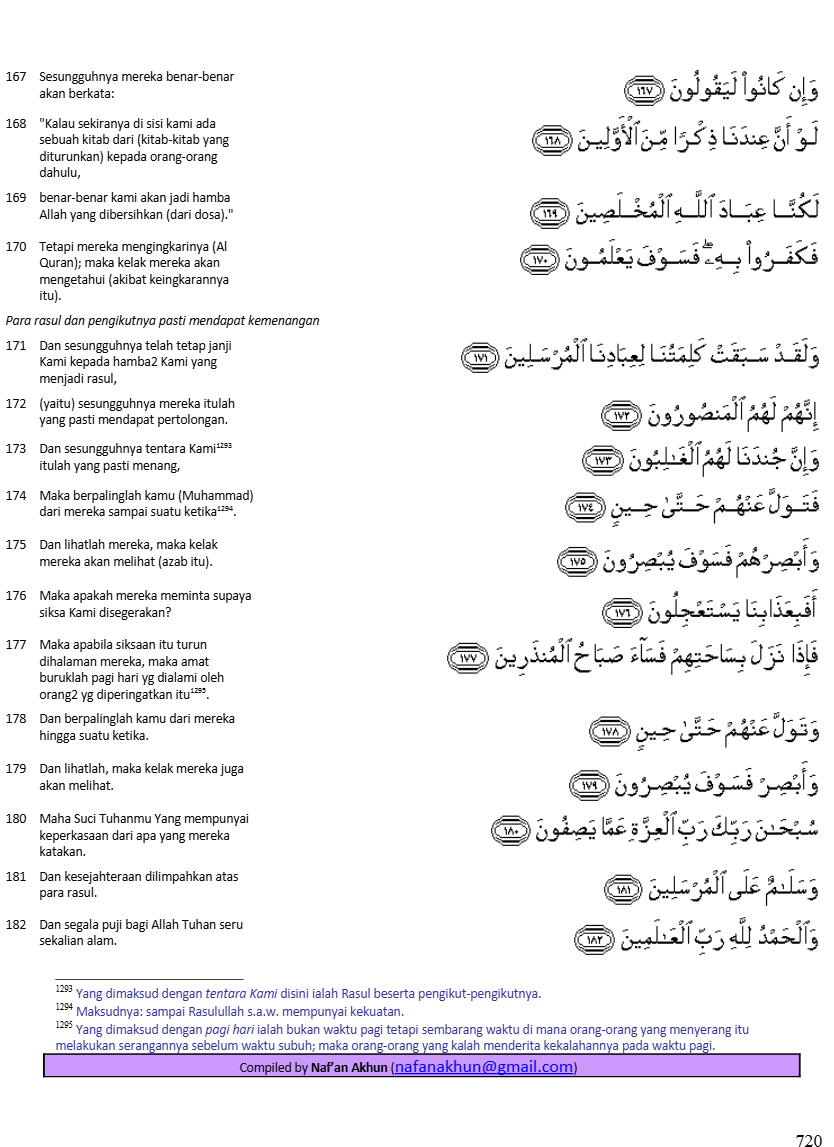 167 Sesungguhnya mereka benar-benar
akan berkata:
وَإِن كَانُوا۟ لَيَقُولُونَ ١٦٧
168 "Kalau sekiranya di sisi kami ada
sebuah kitab dari (kitab-kitab yang
diturunkan) kepada orang-orang
dahulu,
لَوْ أَنَّ عِندَنَا ذِكْرًا مِّنَ ٱلْأَوَّلِينَ ١٦٨
169 benar-benar kami akan jadi hamba
Allah yang dibersihkan (dari dosa)."
لَكُنَّا عِبَادَ ٱللَّهِ ٱلْمُخْلَصِينَ ١٦٩
170 Tetapi mereka mengingkarinya (Al
Quran); maka kelak mereka akan
mengetahui (akibat keingkarannya
itu).
فَكَفَرُوا۟ بِهِۦ ۖ فَسَوْفَ يَعْلَمُونَ ١٧٠
Para rasul dan pengikutnya pasti mendapat kemenangan
171 Dan sesungguhnya telah tetap janji
Kami kepada hamba2 Kami yang
menjadi rasul,
وَلَقَدْ سَبَقَتْ كَلِمَتُنَا لِعِبَادِنَا ٱلْمُرْسَلِينَ ١٧١
172 (yaitu) sesungguhnya mereka itulah
yang pasti mendapat pertolongan.
إِنَّهُمْ لَهُمُ ٱلْمَنصُورُونَ ١٧٢
173 Dan sesungguhnya tentara Kami1293
itulah yang pasti menang,
وَإِنَّ جُندَنَا لَهُمُ ٱلْغَـٰلِبُونَ ١٧٣
174 Maka berpalinglah kamu (Muhammad)
dari mereka sampai suatu ketika1294.
فَتَوَلَّ عَنْهُمْ حَتَّىٰ حِينٍ ١٧٤
175 Dan lihatlah mereka, maka kelak
mereka akan melihat (azab itu).
وَأَبْصِرْهُمْ فَسَوْفَ يُبْصِرُونَ ١٧٥
176 Maka apakah mereka meminta supaya
siksa Kami disegerakan?
أَفَبِعَذَابِنَا يَسْتَعْجِلُونَ ١٧٦
177 Maka apabila siksaan itu turun
dihalaman mereka, maka amat
buruklah pagi hari yg dialami oleh
orang2 yg diperingatkan itu1295.
فَإِذَا نَزَلَ بِسَاحَتِهِمْ فَسَآءَ صَبَاحُ ٱلْمُنذَرِينَ ١٧٧
178 Dan berpalinglah kamu dari mereka
hingga suatu ketika.
وَتَوَلَّ عَنْهُمْ حَتَّىٰ حِينٍ ١٧٨
179 Dan lihatlah, maka kelak mereka juga
akan melihat.
وَأَبْصِرْ فَسَوْفَ يُبْصِرُونَ ١٧٩
180 Maha Suci Tuhanmu Yang mempunyai
keperkasaan dari apa yang mereka
katakan.
سُبْحَـٰنَ رَبِّكَ رَبِّ ٱلْعِزَّةِ عَمَّا يَصِفُونَ ١٨٠
181 Dan kesejahteraan dilimpahkan atas
para rasul.
وَسَلَـٰمٌ عَلَى ٱلْمُرْسَلِينَ ١٨١
182 Dan segala puji bagi Allah Tuhan seru
sekalian alam.
وَٱلْحَمْدُ لِلَّهِ رَبِّ ٱلْعَـٰلَمِينَ ١٨٢
1293 Yang dimaksud dengan tentara Kami disini ialah Rasul beserta pengikut-pengikutnya.
1294 Maksudnya: sampai Rasulullah s.a.w. mempunyai kekuatan.
1295 Yang dimaksud dengan pagi hari ialah bukan waktu pagi tetapi sembarang waktu di mana orang-orang yang menyerang itu
melakukan serangannya sebelum waktu subuh; maka orang-orang yang kalah menderita kekalahannya pada waktu pagi.
Compiled by Naf’an Akhun (nafanakhun@gmail.com)
720